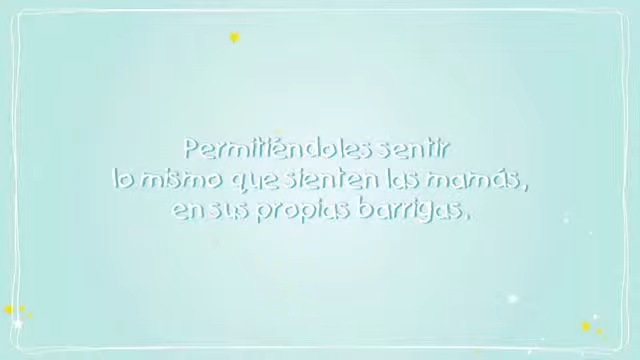 Permitiéndoles sentir
lo mismo que sienten las mamás,
en sus propias barrigas.